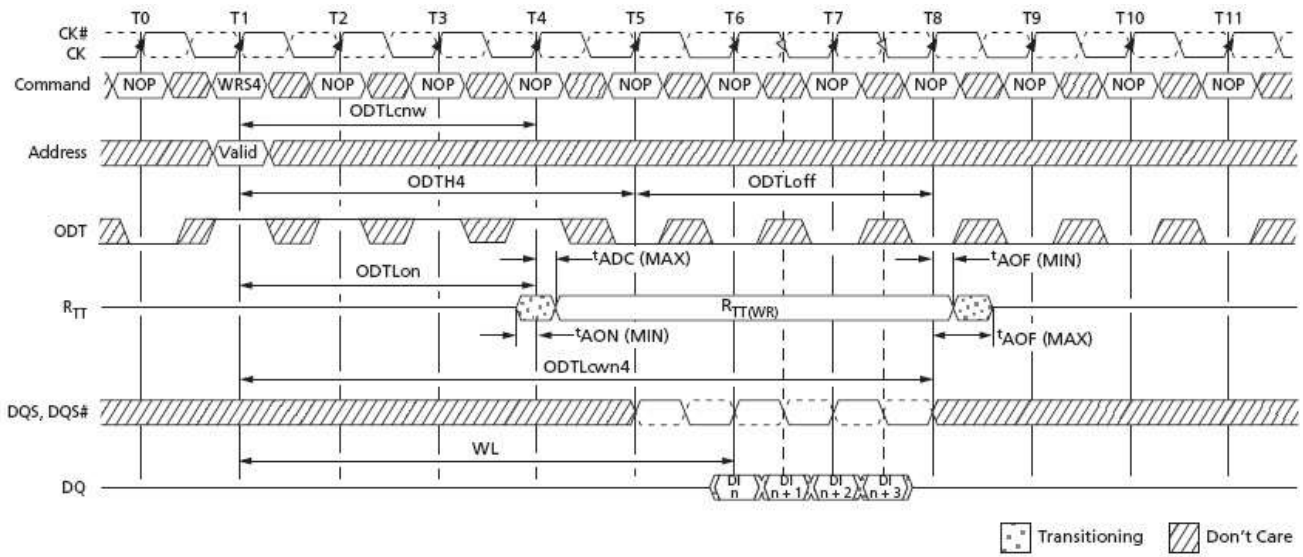 T0 T1 T2 T3 T4 T5 T6 T7 T8 T9 T10 T11
CK#
CK
Command NOP WRS4 NOP NOP NOP NOP NOP NOP NOP NOP NOP NOP
ODTLcnw
Address Valid
ODTH4 ODTLoff
ODT
tADC (MAX) tAOF (MIN)
ODTLon
RTT RTT(WR)
tAON (MIN) tAOF (MAX)
ODTLcwn4
DQS, DQS#
WL
DQ DI n DI n + 1 DI n + 2 DI n + 3
Transitioning Don't Care